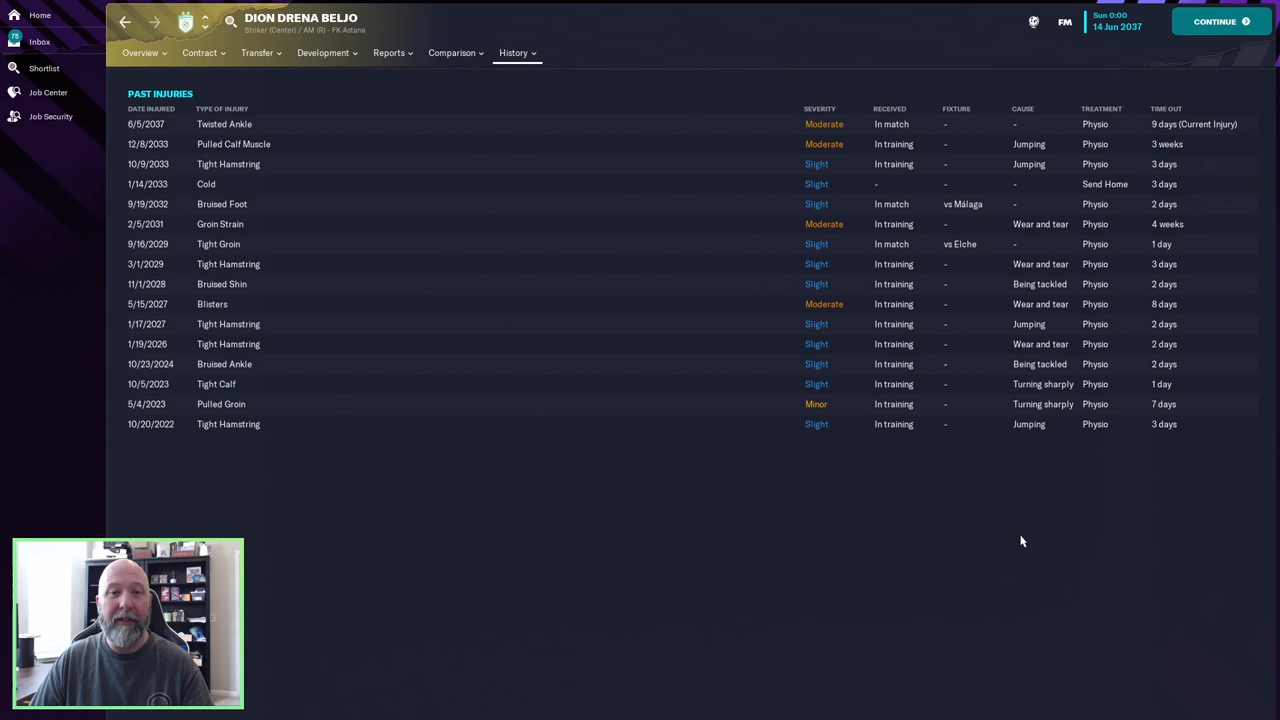 Home
75
Inbox
Shortlist
Job Center
Job Security
DION DRENA BELJO
Striker (Center) / AM (R) - FK Astana
FM
Sun 0:00
14 Jun 2037
CONTINUE
Overview
Contract
Transfer
Development
Reports
Comparison
History
PAST INJURIES
DATE INJURED TYPE OF INJURY SEVERITY RECEIVED FIXTURE CAUSE TREATMENT TIME OUT
6/5/2037 Twisted Ankle Moderate In match - - Physio 9 days (Current Injury)
12/8/2033 Pulled Calf Muscle Moderate In training - Jumping Physio 3 weeks
10/9/2033 Tight Hamstring Slight In training - Jumping Physio 3 days
1/14/2033 Cold Slight - - - Send Home 3 days
9/19/2032 Bruised Foot Slight In match vs Málaga - Physio 2 days
2/5/2031 Groin Strain Moderate In training - Wear and tear Physio 4 weeks
9/16/2029 Tight Groin Slight In match vs Elche - Physio 1 day
3/1/2029 Tight Hamstring Slight In training - Wear and tear Physio 3 days
11/1/2028 Bruised Shin Slight In training - Being tackled Physio 2 days
5/15/2027 Blisters Moderate In training - Wear and tear Physio 8 days
1/17/2027 Tight Hamstring Slight In training - Jumping Physio 2 days
1/19/2026 Tight Hamstring Slight In training - Wear and tear Physio 2 days
10/23/2024 Bruised Ankle Slight In training - Being tackled Physio 2 days
10/5/2023 Tight Calf Slight In training - Turning sharply Physio 1 day
5/4/2023 Pulled Groin Minor In training - Turning sharply Physio 7 days
10/20/2022 Tight Hamstring Slight In training - Jumping Physio 3 days